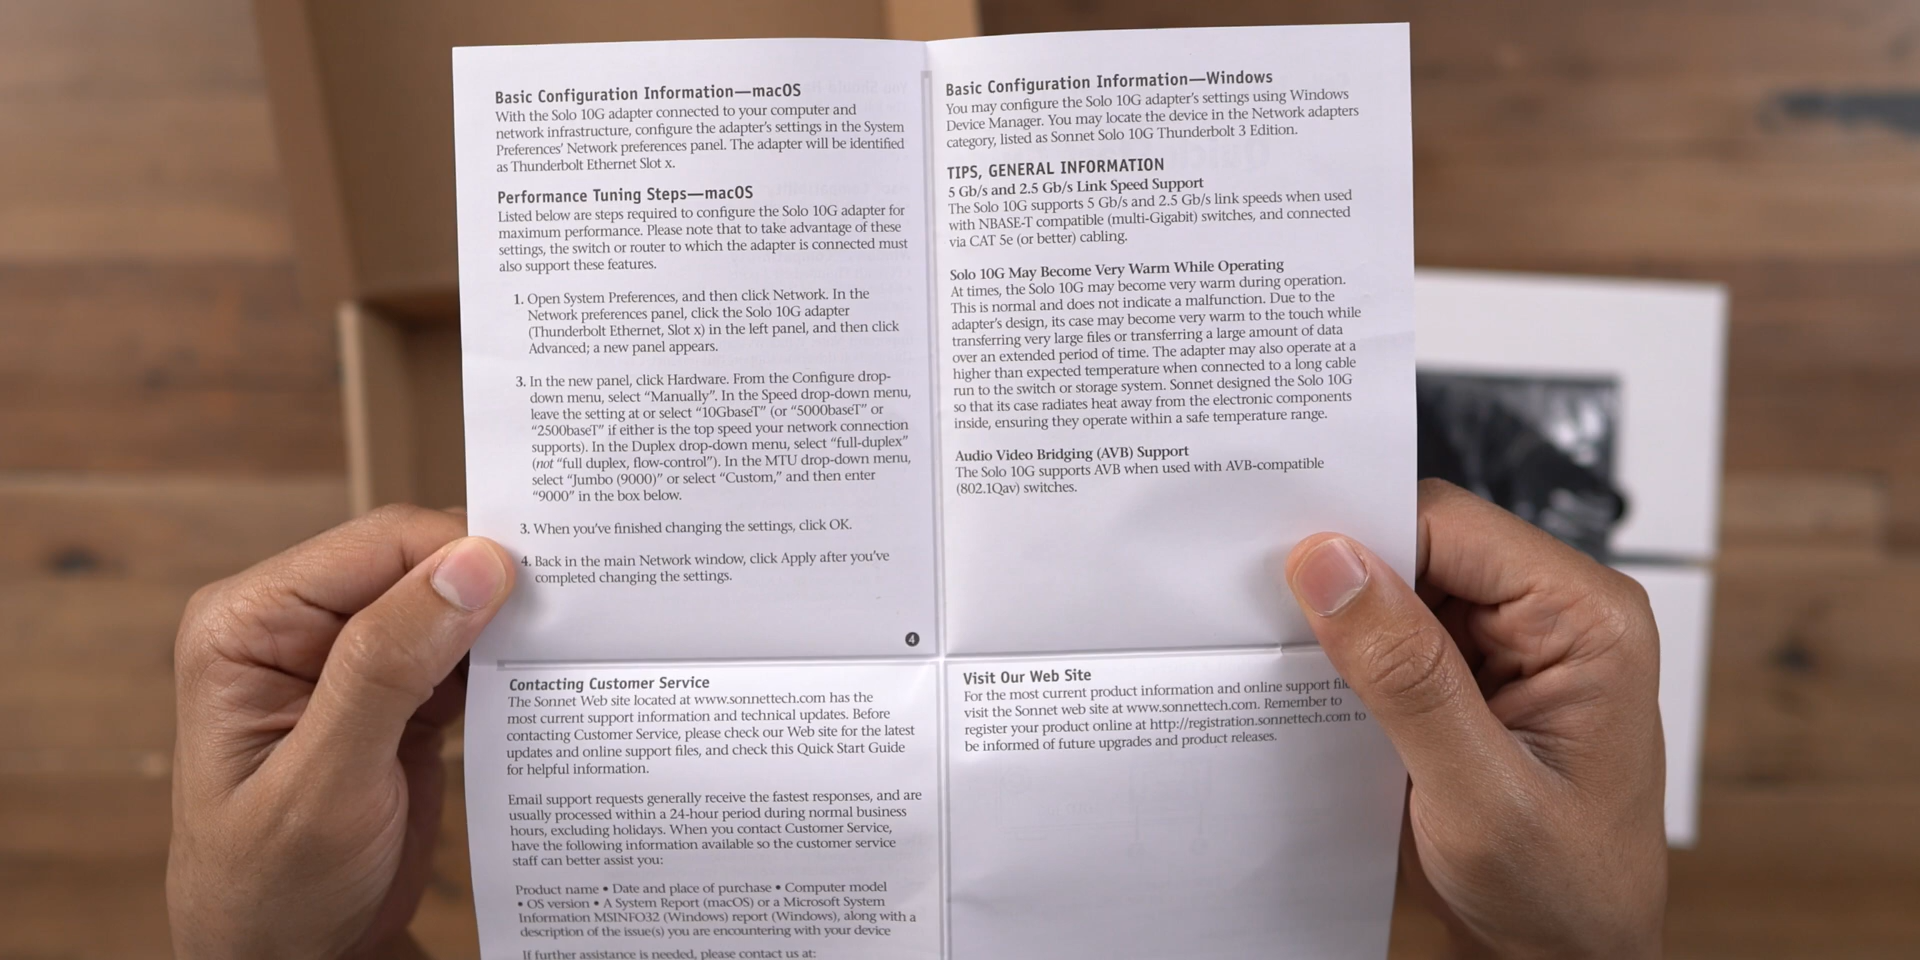 Basic Configuration Information—macOS
With the Solo 10G adapter connected to your computer and
network infrastructure, configure the adapter's settings in the System
Preferences' Network preferences panel. The adapter will be identified
as Thunderbolt Ethernet Slot x.
Performance Tuning Steps—macOS
Listed below are steps required to configure the Solo 10G adapter for
maximum performance. Please note that to take advantage of these
settings, the switch or router to which the adapter is connected must
also support these features.
1. Open System Preferences, and then click Network. In the
Network preferences panel, click the Solo 10G adapter
(Thunderbolt Ethernet, Slot x) in the left panel, and then click
Advanced; a new panel appears.
3. In the new panel, click Hardware. From the Configure drop-
down menu, select “Manually”. In the Speed drop-down menu,
leave the setting at or select “10GbaseT” (or “5000baseT” or
“2500baseT” if either is the top speed your network connection
supports). In the Duplex drop-down menu, select “full-duplex”
(not “full duplex, flow-control”). In the MTU drop-down menu,
select “Jumbo (9000)” or select “Custom,” and then enter
“9000” in the box below.
3. When you've finished changing the settings, click OK.
4. Back in the main Network window, click Apply after you've
completed changing the settings.
4
Basic Configuration Information—Windows
You may configure the Solo 10G adapter's settings using Windows
Device Manager. You may locate the device in the Network adapters
category, listed as Sonnet Solo 10G Thunderbolt 3 Edition.
TIPS, GENERAL INFORMATION
5 Gb/s and 2.5 Gb/s Link Speed Support
The Solo 10G supports 5 Gb/s and 2.5 Gb/s link speeds when used
with NBASE-T compatible (multi-Gigabit) switches, and connected
via CAT 5e (or better) cabling.
Solo 10G May Become Very Warm While Operating
At times, the Solo 10G may become very warm during operation.
This is normal and does not indicate a malfunction. Due to the
adapter's design, its case may become very warm to the touch while
transferring very large files or transferring a large amount of data
over an extended period of time. The adapter may also operate at a
higher than expected temperature when connected to a long cable
run to the switch or storage system. Sonnet designed the Solo 10G
so that its case radiates heat away from the electronic components
inside, ensuring they operate within a safe temperature range.
Audio Video Bridging (AVB) Support
The Solo 10G supports AVB when used with AVB-compatible
(802.1Qav) switches.
Contacting Customer Service
The Sonnet Web site located at www.sonnettech.com has the
most current support information and technical updates. Before
contacting Customer Service, please check our Web site for the latest
updates and online support files, and check this Quick Start Guide
for helpful information.
Email support requests generally receive the fastest responses, and are
usually processed within a 24-hour period during normal business
hours, excluding holidays. When you contact Customer Service,
have the following information available so the customer service
staff can better assist you:
Product name • Date and place of purchase • Computer model
• OS version • A System Report (macOS) or a Microsoft System
Information MSINFO32 (Windows) report (Windows), along with a
description of the issue(s) you are encountering with your device
If further assistance is needed, please contact us at:
Visit Our Web Site
For the most current product information and online support
visit the Sonnet web site at www.sonnettech.com. Remember to
register your product online at http://registration.sonnettech.com to
be informed of future upgrades and product releases.